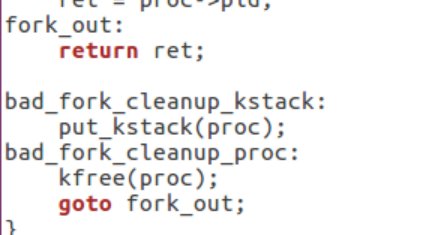 ret = proc->pid;
fork_out:
    return ret;

bad_fork_cleanup_kstack:
    put_kstack(proc);
bad_fork_cleanup_proc:
    kfree(proc);
    goto fork_out;
}